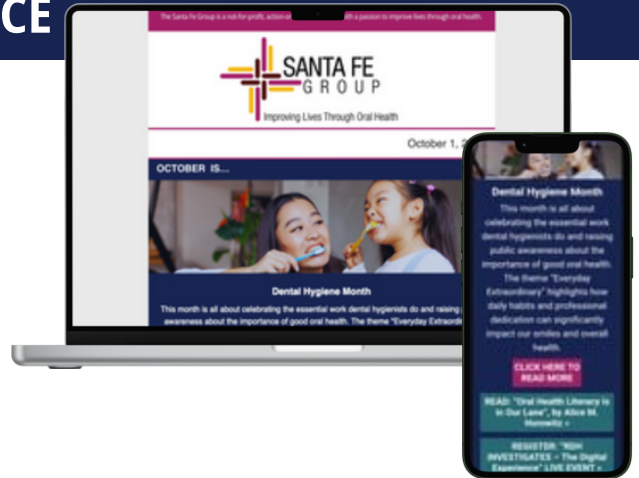 CE
The Santa Fe Group is a not-for-profit, action-or
with a passion to improve lives through oral health.
SANTA FE
GROUP
Improving Lives Through Oral Health
October 1, 2
OCTOBER IS...
Dental Hygiene Month
This month is all about celebrating the essential work dental hygienists do and raising
awareness about the importance of good oral health. The theme "Everyday Extraordin
Dental Hygiene Month
This month is all about
celebrating the essential work
dental hygienists do and raising
public awareness about the
importance of good oral health.
The theme "Everyday
Extraordinary" highlights how
daily habits and professional
dedication can significantly
impact our smiles and overall
health.
CLICK HERE TO
READ MORE
READ: "Oral Health Literacy is
in Our Lane", by Alice M.
Horowitz »
REGISTER: "RDH
INVESTIGATES – The Digital
Experience" LIVE EVENT »